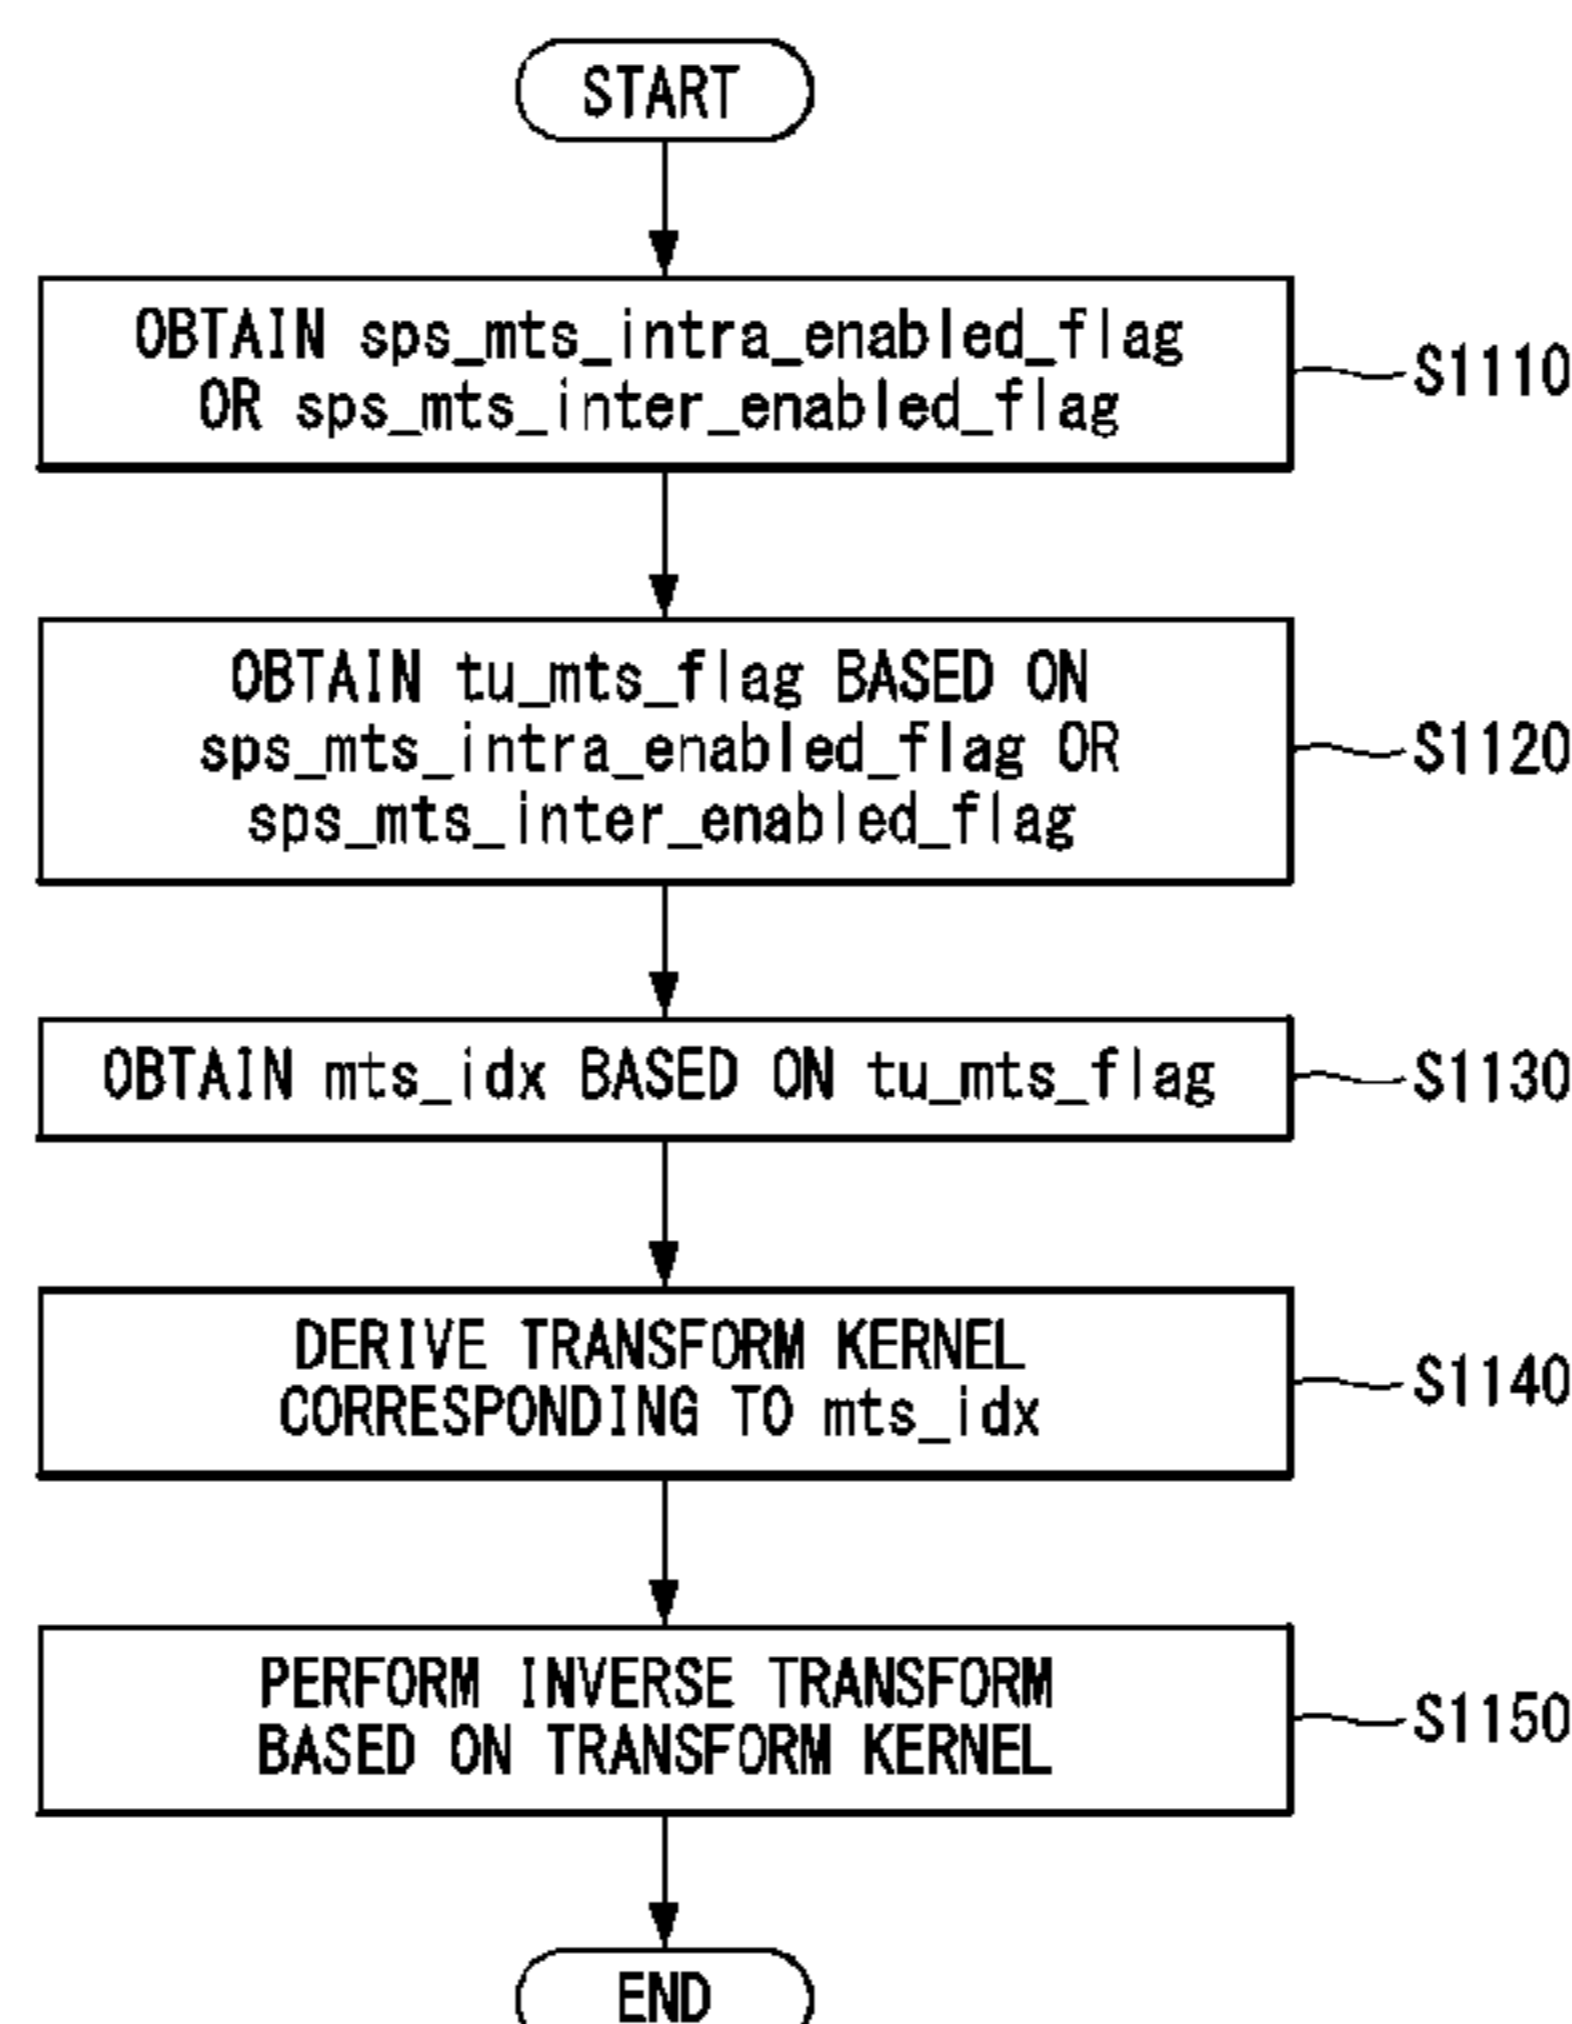 START
OBTAIN sps_mts_intra_enabled_flag
OR sps_mts_inter_enabled_flag
S1110
OBTAIN tu_mts_flag BASED ON
sps_mts_intra_enabled_flag OR
sps_mts_inter_enabled_flag
S1120
OBTAIN mts_idx BASED ON tu_mts_flag
S1130
DERIVE TRANSFORM KERNEL
CORRESPONDING TO mts_idx
S1140
PERFORM INVERSE TRANSFORM
BASED ON TRANSFORM KERNEL
S1150
END